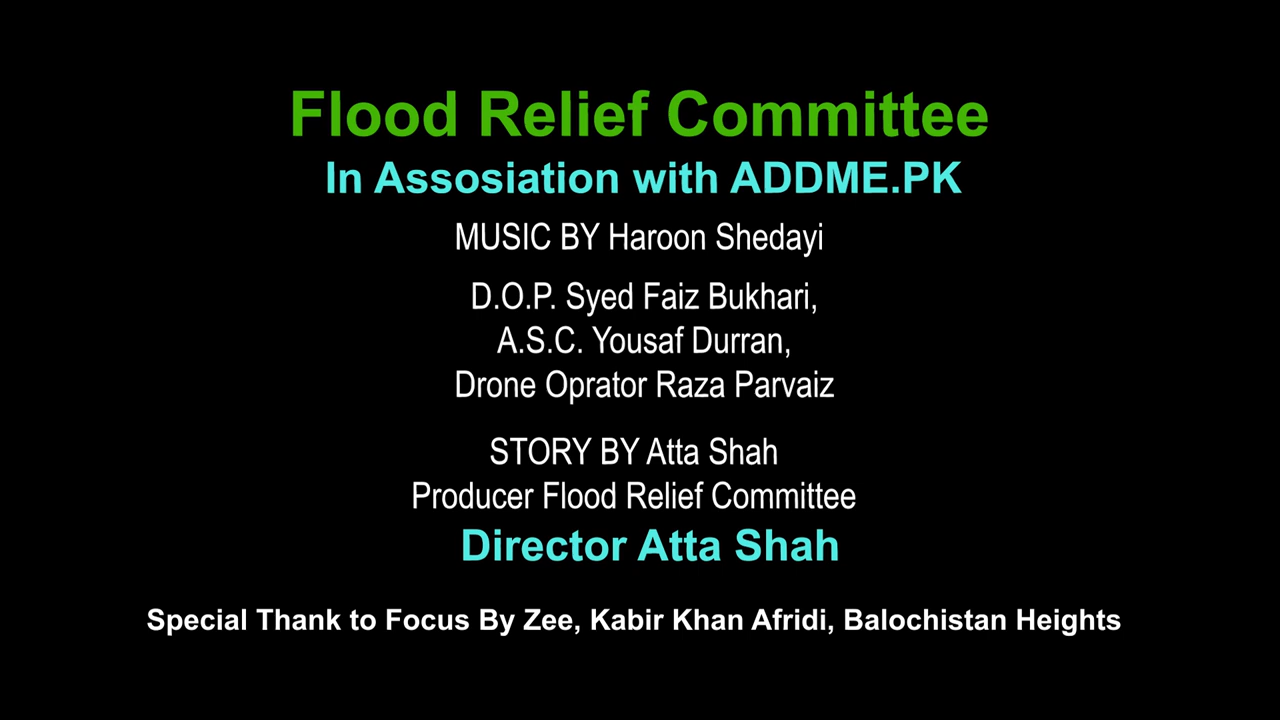 Flood Relief Committee
In Assosiation with ADDME.PK
MUSIC BY Haroon Shedayi
D.O.P. Syed Faiz Bukhari,
A.S.C. Yousaf Durran,
Drone Oprator Raza Parvaiz
STORY BY Atta Shah
Producer Flood Relief Committee
Director Atta Shah
Special Thank to Focus By Zee, Kabir Khan Afridi, Balochistan Heights